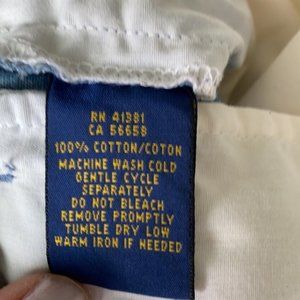 RN 41381
CA 56658
100% COTTON/COTON
MACHINE WASH COLD
GENTLE CYCLE
SEPARATELY
DO NOT BLEACH
REMOVE PROMPTLY
TUMBLE DRY LOW
WARM IRON IF NEEDED